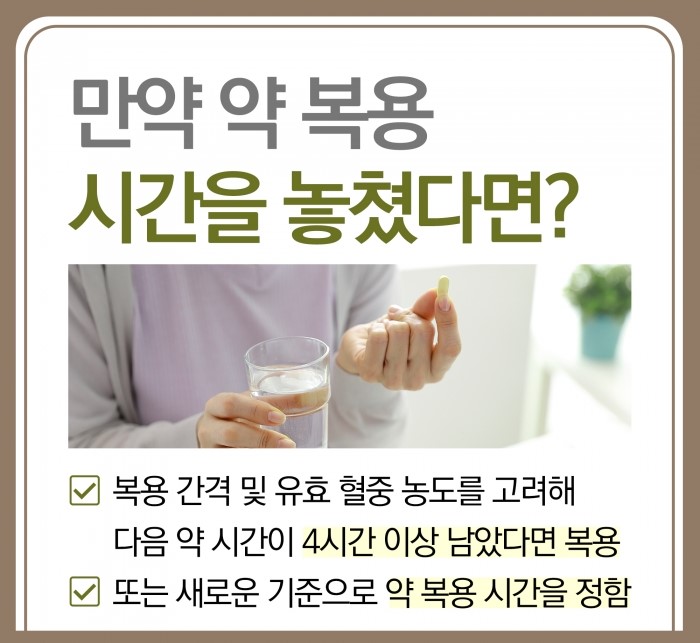 만약 약 복용
시간을 놓쳤다면?
복용 간격 및 유효 혈중 농도를 고려해
다음 약 시간이 4시간 이상 남았다면 복용
또는 새로운 기준으로 약 복용 시간을 정함